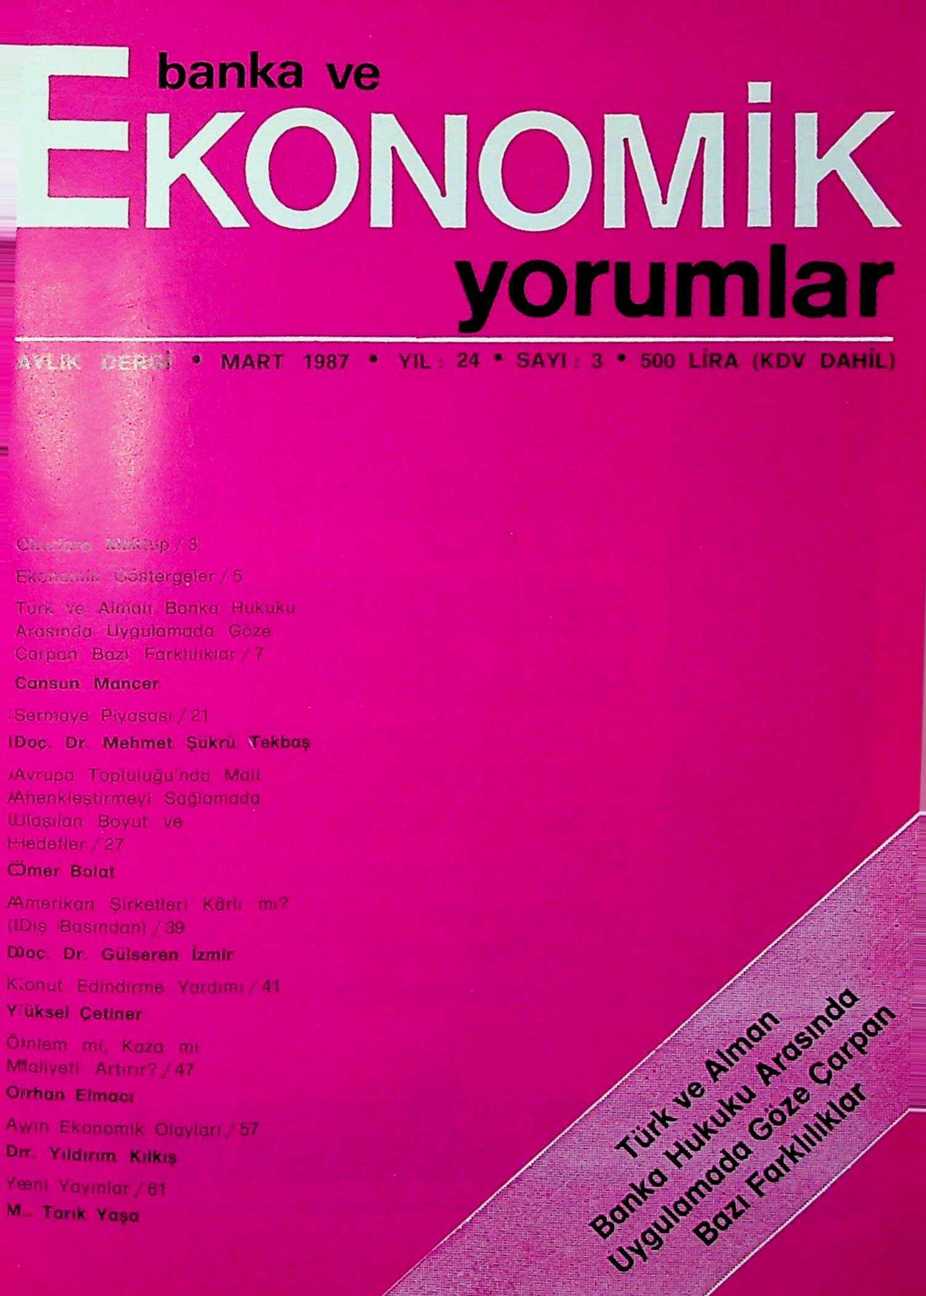 banka ve
EKONOMİK
yorumlar
AYLIK DERGİ • MART 1987 • YIL : 24 • SAYI : 3 • 500 LİRA (KDV DAHİL)
Mektup / 3
Ekonomik Göstergeler / 5
Türk ve Alman Banka Hukuku
Arasında Uygulamada Göze
Çarpan Bazı Farklılıklar / 7
Cansun Mancer
Sermaye Piyasası / 21
Doç. Dr. Mehmet Şükrü Tekbaş
Avrupa Topluluğu'nda Mali
Ahenkleştirmeyi Sağlamada
Ulaşılan Boyut ve
Hedefler / 27
Ömer Bolat
Amerikan Şirketleri Kârlı mı?
(Dış Basından) / 39
Doç. Dr. Gülseren İzmir
Konut Edindirme Yardımı / 41
Yüksel Çetiner
Önlem mi, Kaza mı
Maliyeti Artırır? / 47
Orhan Elmacı
Ayın Ekonomik Olayları / 57
Dr. Yıldırım Kılkış
Yeni Yayınlar / 61
M. Tarık Yaşa
Türk ve Alman
Banka Hukuku Arasında
Uygulamada Göze Çarpan
Bazı Farklılıklar